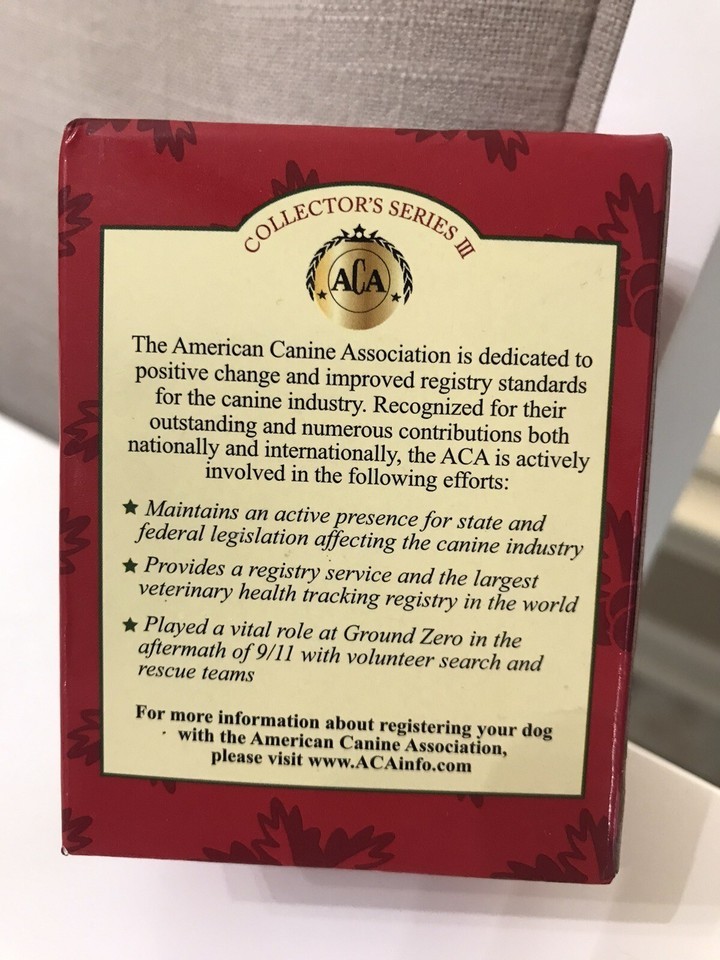 COLLECTOR'S SERIES III
ACA
The American Canine Association is dedicated to
positive change and improved registry standards
for the canine industry. Recognized for their
outstanding and numerous contributions both
nationally and internationally, the ACA is actively
involved in the following efforts:
★ Maintains an active presence for state and
federal legislation affecting the canine industry
★ Provides a registry service and the largest
veterinary health tracking registry in the world
★ Played a vital role at Ground Zero in the
aftermath of 9/11 with volunteer search and
rescue teams
For more information about registering your dog
with the American Canine Association,
please visit www.ACAinfo.com